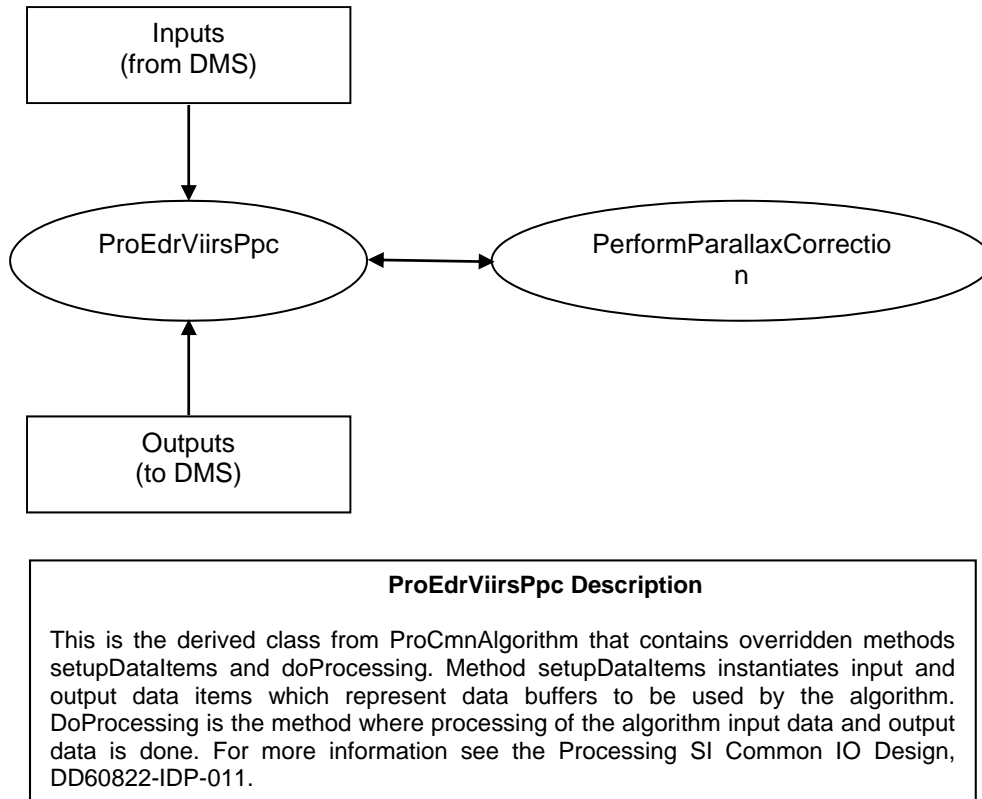 Inputs
(from DMS)
ProEdrViirsPpc
PerformParallaxCorrectio
n
Outputs
(to DMS)
ProEdrViirsPpc Description
This is the derived class from ProCmnAlgorithm that contains overridden methods
setupDataItems and doProcessing. Method setupDataItems instantiates input and
output data items which represent data buffers to be used by the algorithm.
DoProcessing is the method where processing of the algorithm input data and output
data is done. For more information see the Processing SI Common IO Design,
DD60822-IDP-011.